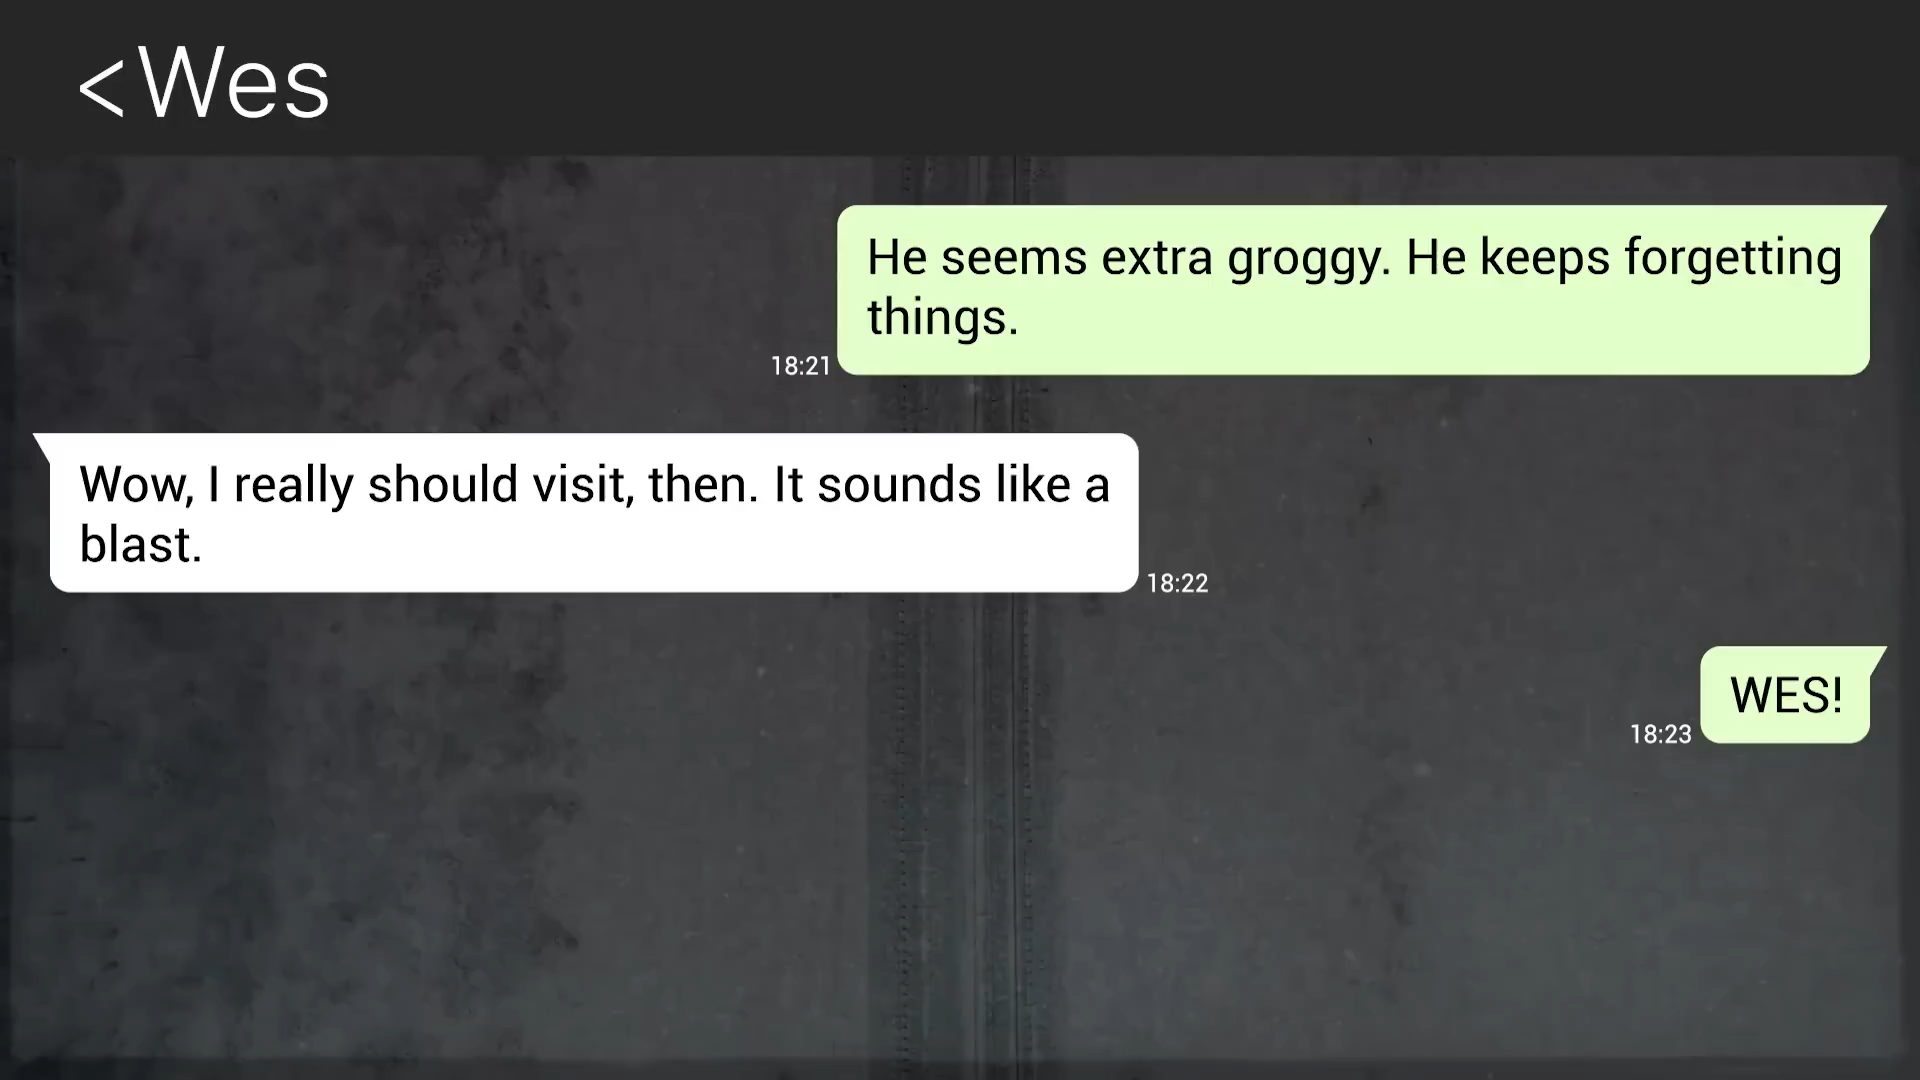 <Wes
He seems extra groggy. He keeps forgetting
things.
18:21
Wow, I really should visit, then. It sounds like a
blast.
18:22
WES!
18:23